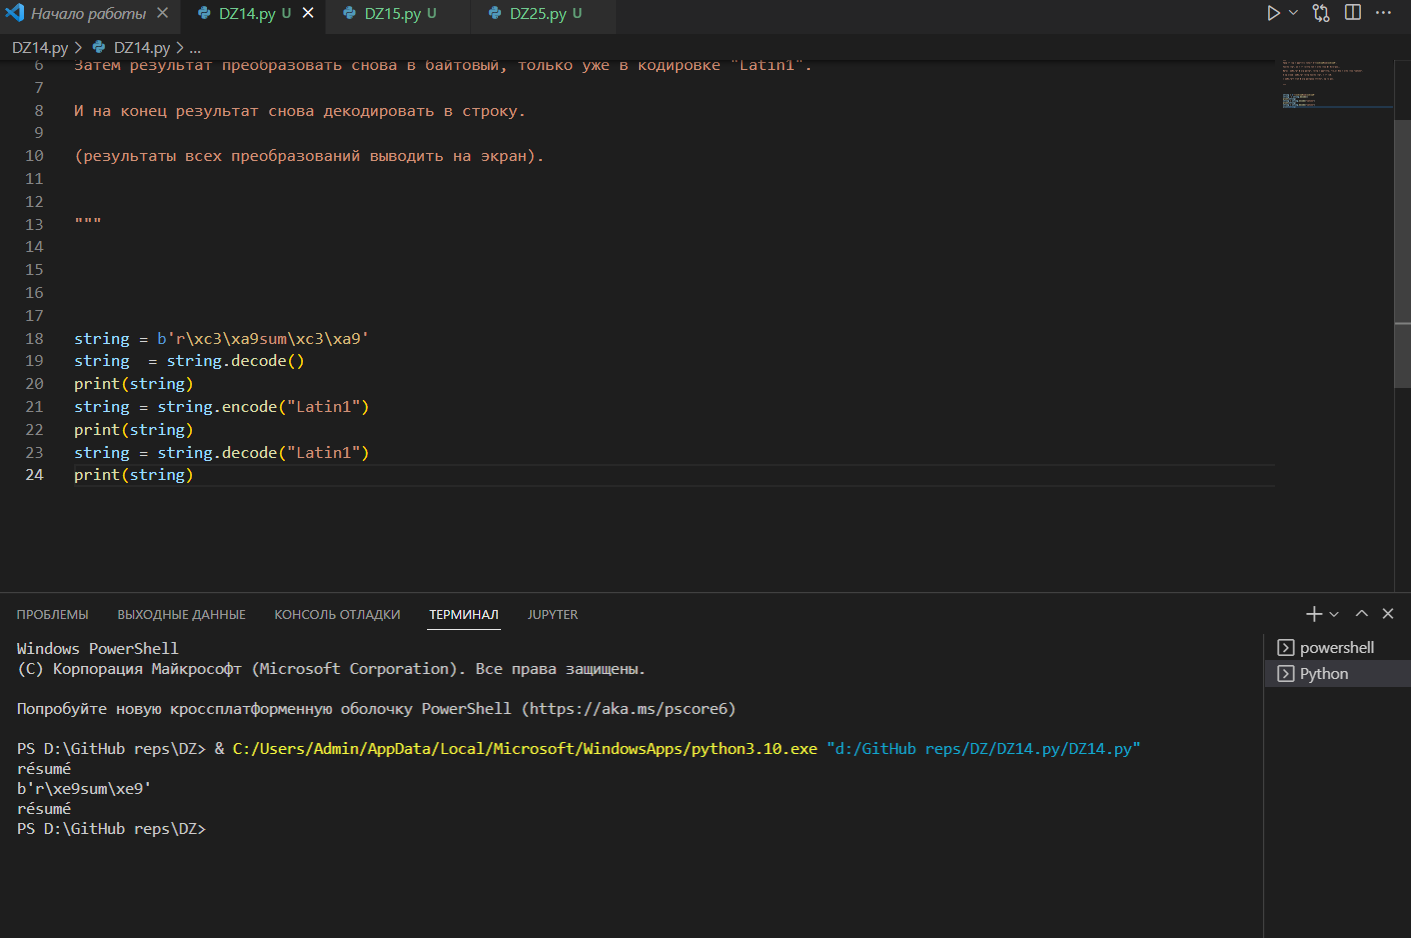 Начало работы
DZ14.py U
DZ15.py U
DZ25.py U
DZ14.py > DZ14.py > ...
6 Затем результат преобразовать снова в байтовый, только уже в кодировке "Latin1".
7
8 И на конец результат снова декодировать в строку.
9
10 (результаты всех преобразований выводить на экран).
11
12
13 """
14
15
16
17
18 string = b'r\xc3\xa9sum\xc3\xa9'
19 string  = string.decode()
20 print(string)
21 string = string.encode("Latin1")
22 print(string)
23 string = string.decode("Latin1")
24 print(string)
ПРОБЛЕМЫ
ВЫХОДНЫЕ ДАННЫЕ
КОНСОЛЬ ОТЛАДКИ
ТЕРМИНАЛ
JUPYTER
Windows PowerShell
(C) Корпорация Майкрософт (Microsoft Corporation). Все права защищены.
Попробуйте новую кроссплатформенную оболочку PowerShell (https://aka.ms/pscore6)
PS D:\GitHub reps\DZ> & C:/Users/Admin/AppData/Local/Microsoft/WindowsApps/python3.10.exe "d:/GitHub reps/DZ/DZ14.py/DZ14.py"
résumé
b'r\xe9sum\xe9'
résumé
PS D:\GitHub reps\DZ>
powershell
Python